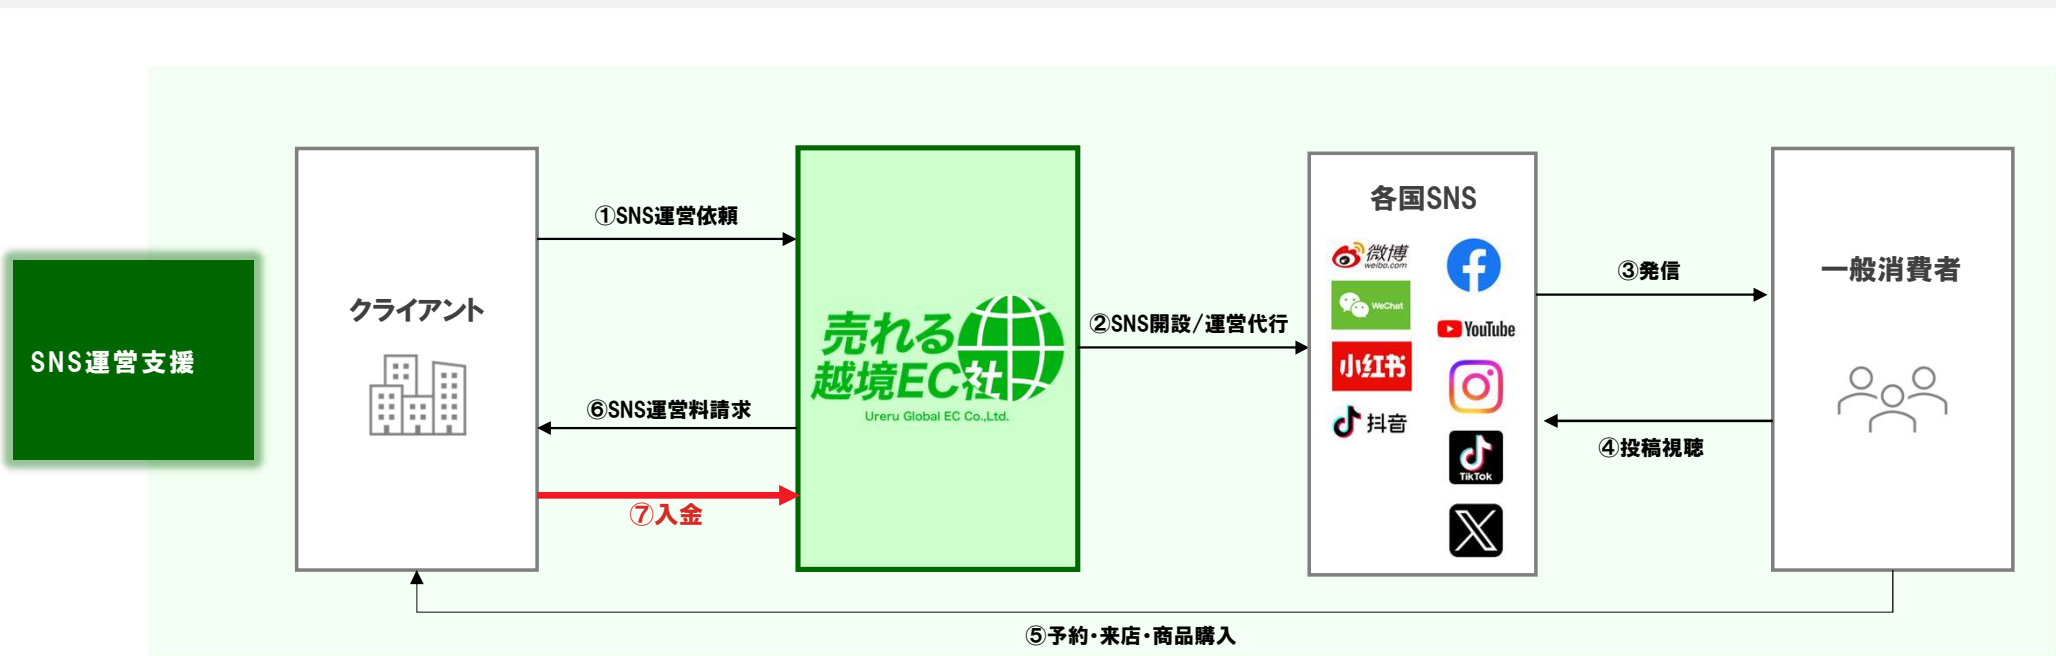 SNS運営支援
クライアント
①SNS運営依頼
⑥SNS運営料請求
⑦入金
売れる
越境EC社
Ureru Global EC Co.,Ltd.
②SNS開設/運営代行
各国SNS
微博
weibo.com
WeChat
小红书
抖音
YouTube
TikTok
③発信
④投稿視聴
一般消費者
⑤予約・来店・商品購入